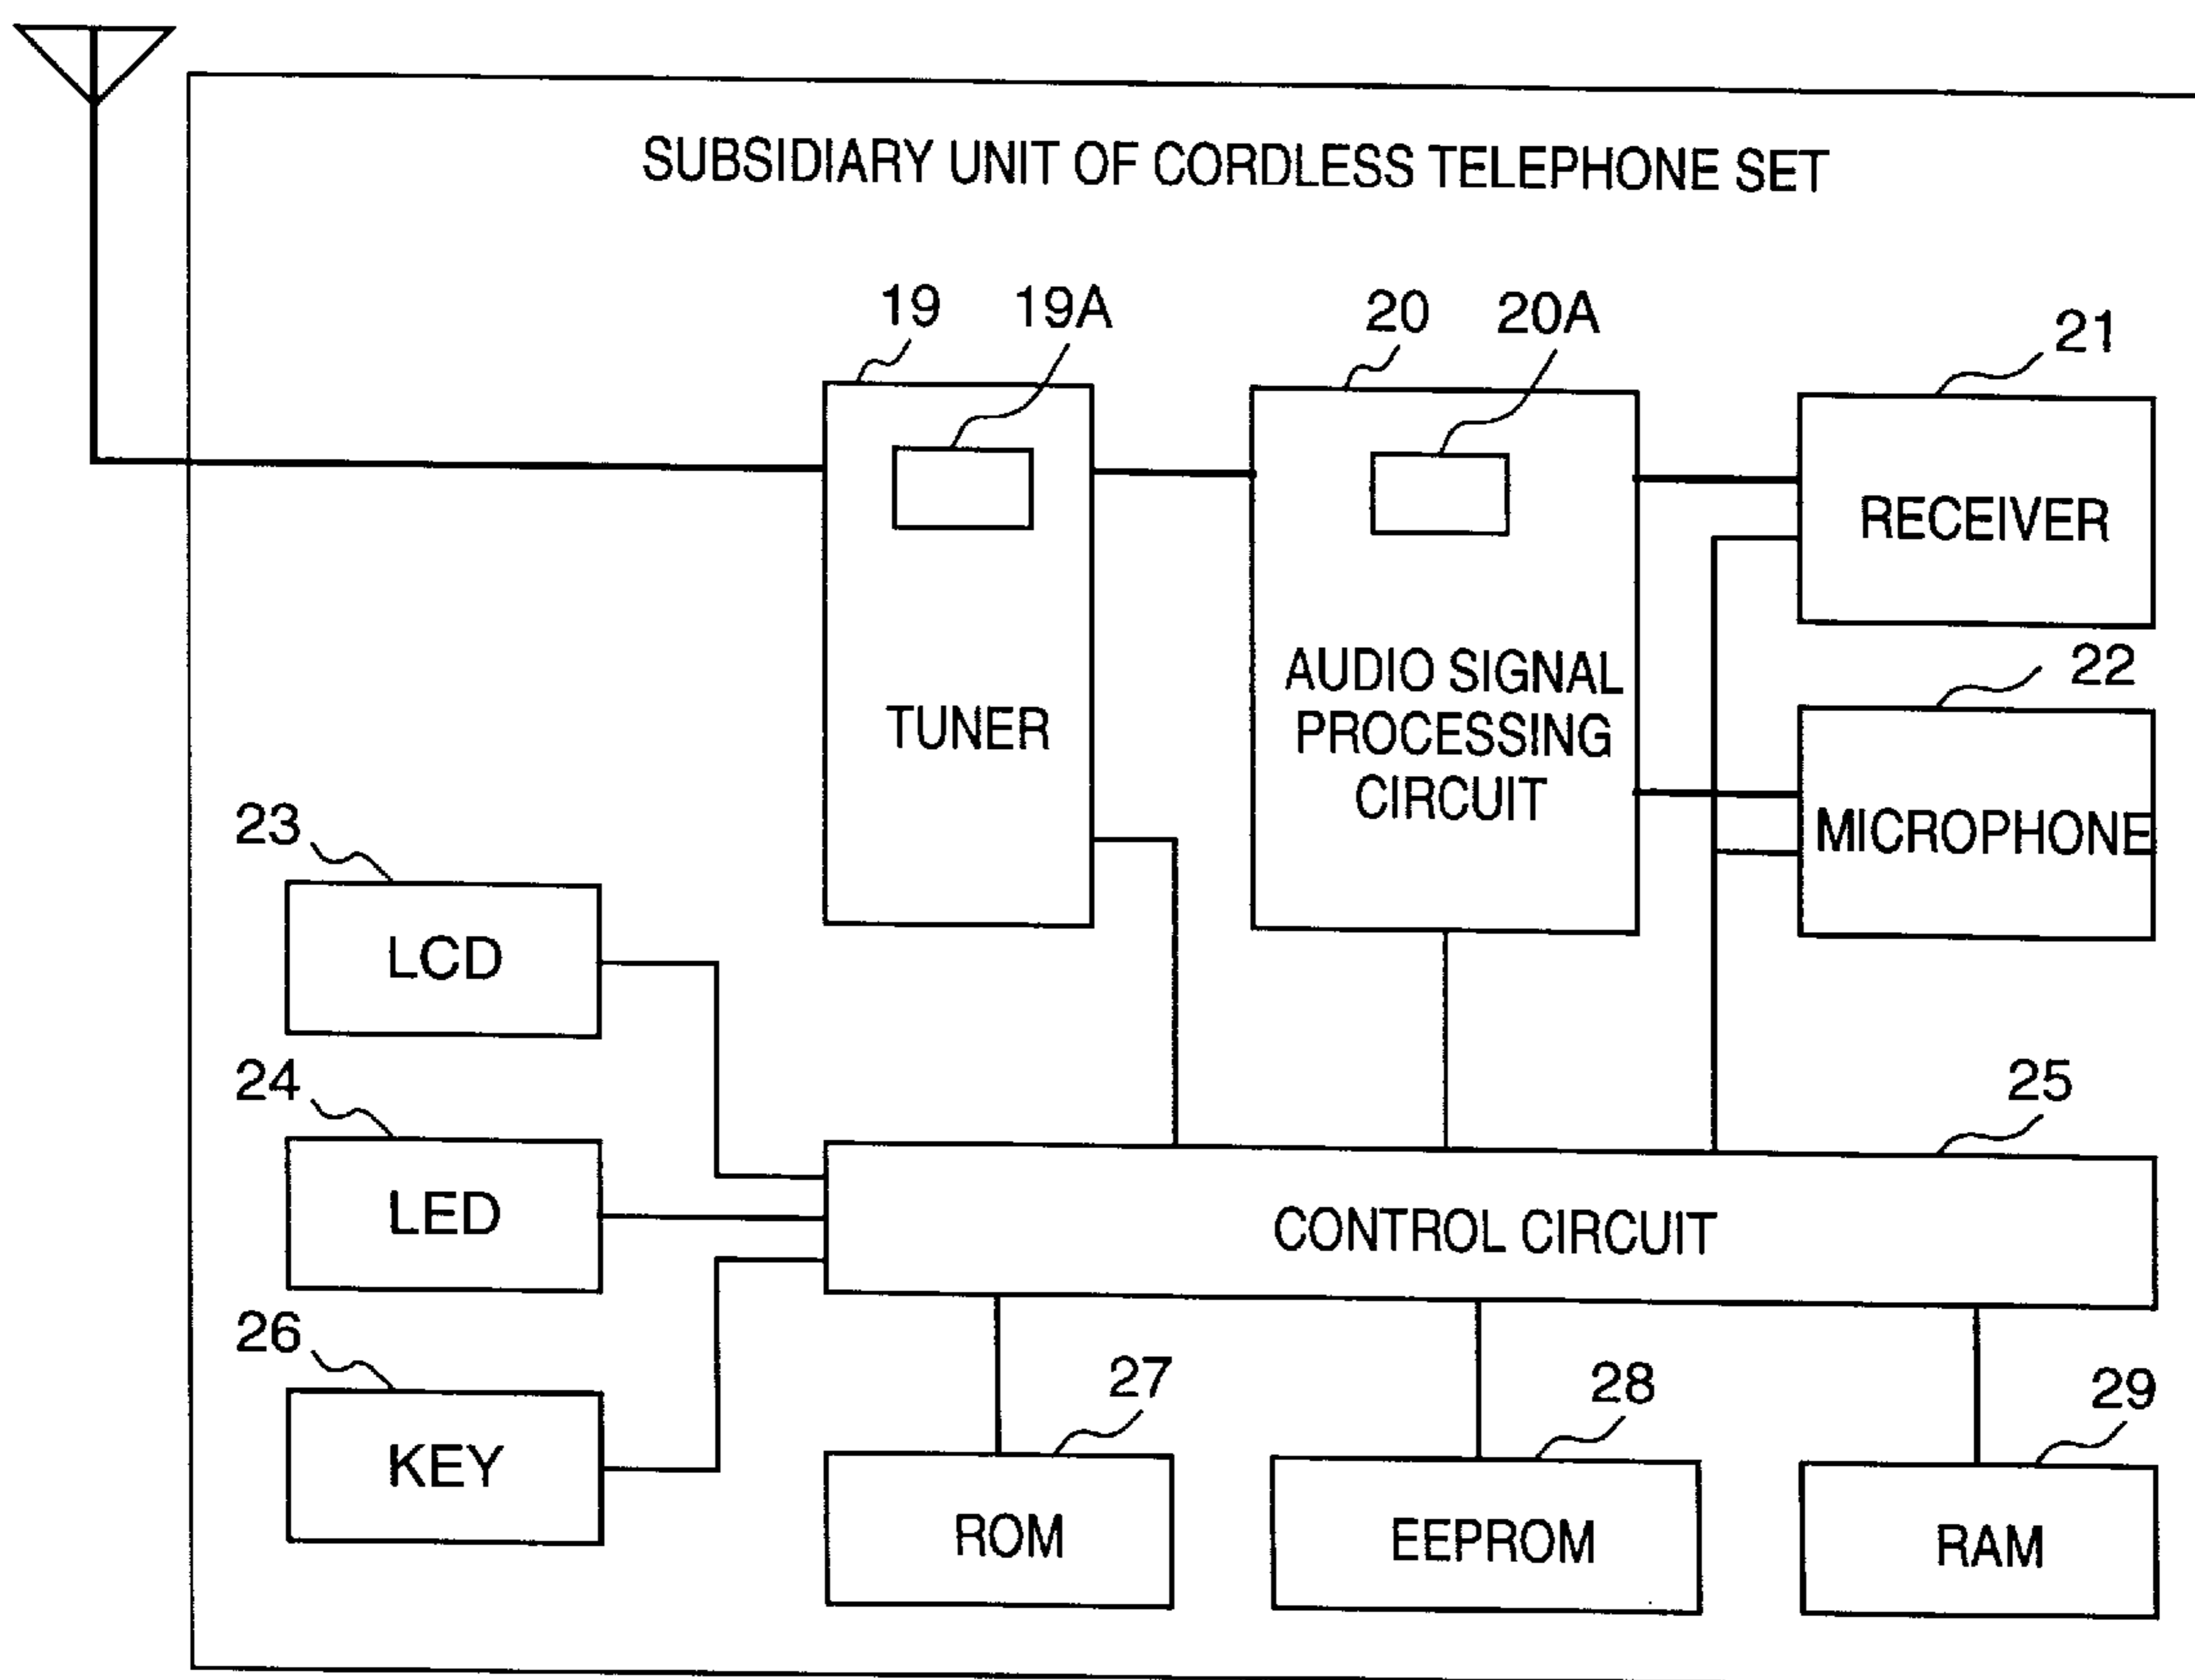 SUBSIDIARY UNIT OF CORDLESS TELEPHONE SET
19
19A
20
20A
21
RECEIVER
22
AUDIO SIGNAL
PROCESSING
CIRCUIT
TUNER
MICROPHONE
23
LCD
24
LED
25
CONTROL CIRCUIT
26
KEY
27
ROM
28
EEPROM
29
RAM